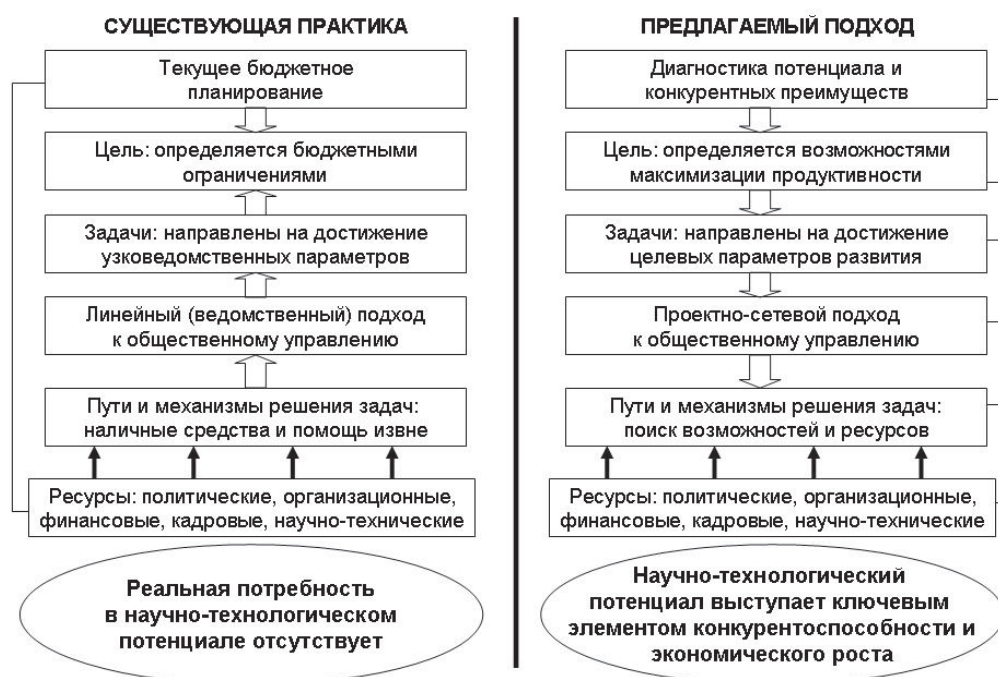 СУЩЕСТВУЮЩАЯ ПРАКТИКА
Текущее бюджетное
планирование
Цель: определяется бюджетными
ограничениями
Задачи: направлены на достижение
узковедомственных параметров
Линейный (ведомственный) подход
к общественному управлению
Пути и механизмы решения задач:
наличные средства и помощь извне
Ресурсы: политические, организационные,
финансовые, кадровые, научно-технические
Реальная потребность
в научно-технологическом
потенциале отсутствует
ПРЕДЛАГАЕМЫЙ ПОДХОД
Диагностика потенциала и
конкурентных преимуществ
Цель: определяется возможностями
максимизации продуктивности
Задачи: направлены на достижение
целевых параметров развития
Проектно-сетевой подход
к общественному управлению
Пути и механизмы решения задач:
поиск возможностей и ресурсов
Ресурсы: политические, организационные,
финансовые, кадровые, научно-технические
Научно-технологический
потенциал выступает ключевым
элементом конкурентоспособности и
экономического роста